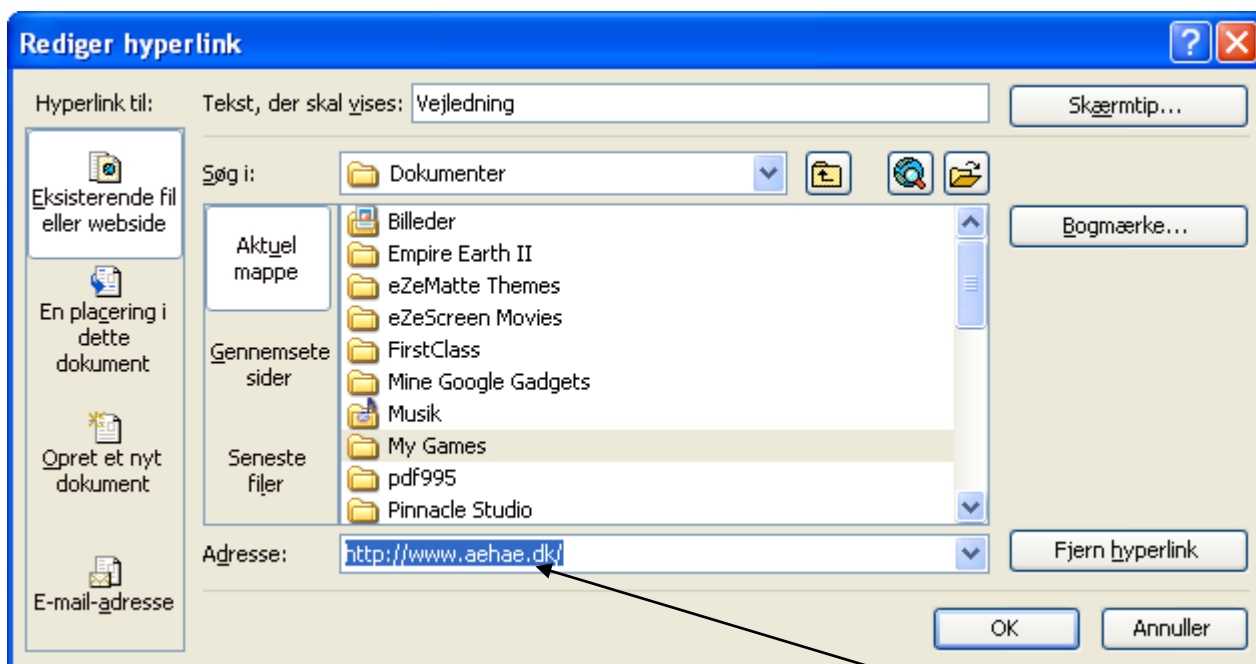 Rediger hyperlink
Hyperlink til:
Tekst, der skal vises:
Vejledning
Skærmtip...
Eksisterende fil
eller webside
En placering i
dette
dokument
Opret et nyt
dokument
E-mail-adresse
Søg i:
Dokumenter
Aktuel
mappe
Gennemsete
sider
Seneste
filer
Billeder
Empire Earth II
eZeMatte Themes
eZeScreen Movies
FirstClass
Mine Google Gadgets
Musik
My Games
pdf995
Pinnacle Studio
Bogmærke...
Adresse:
http://www.aehae.dk/
Fjern hyperlink
OK
Annuller